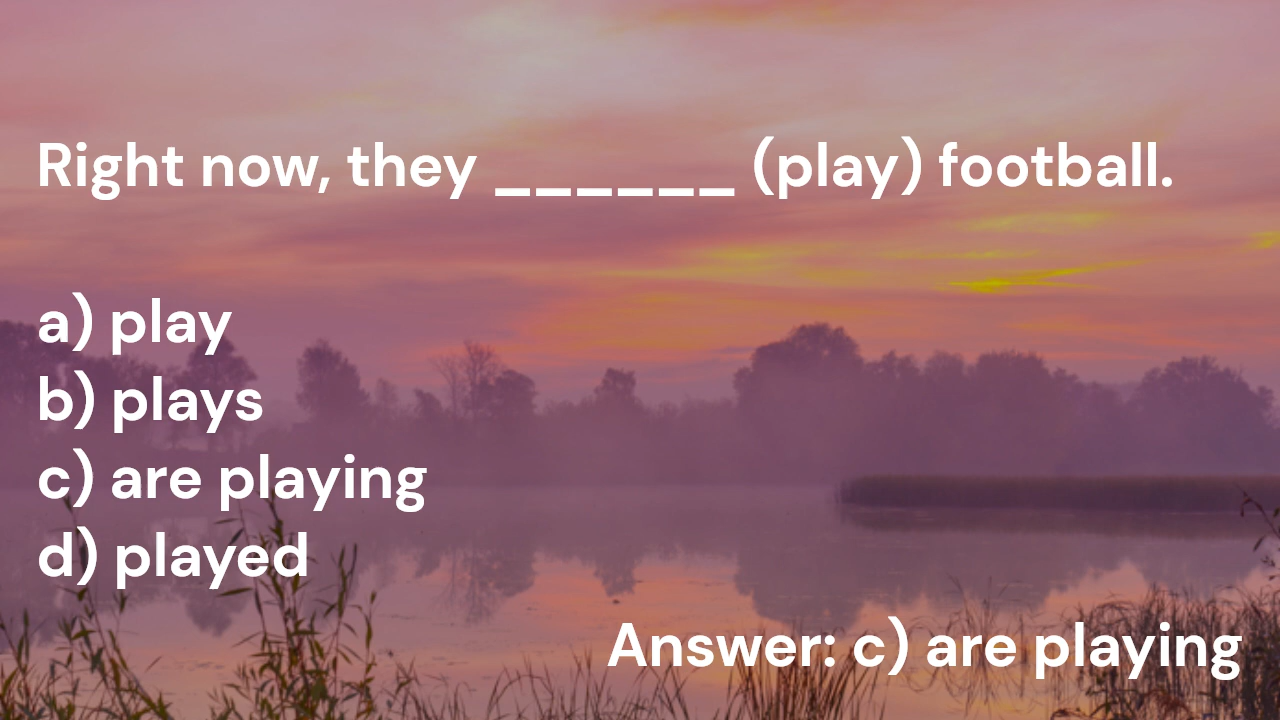 Right now, they ______ (play) football.
a) play
b) plays
c) are playing
d) played
Answer: c) are playing